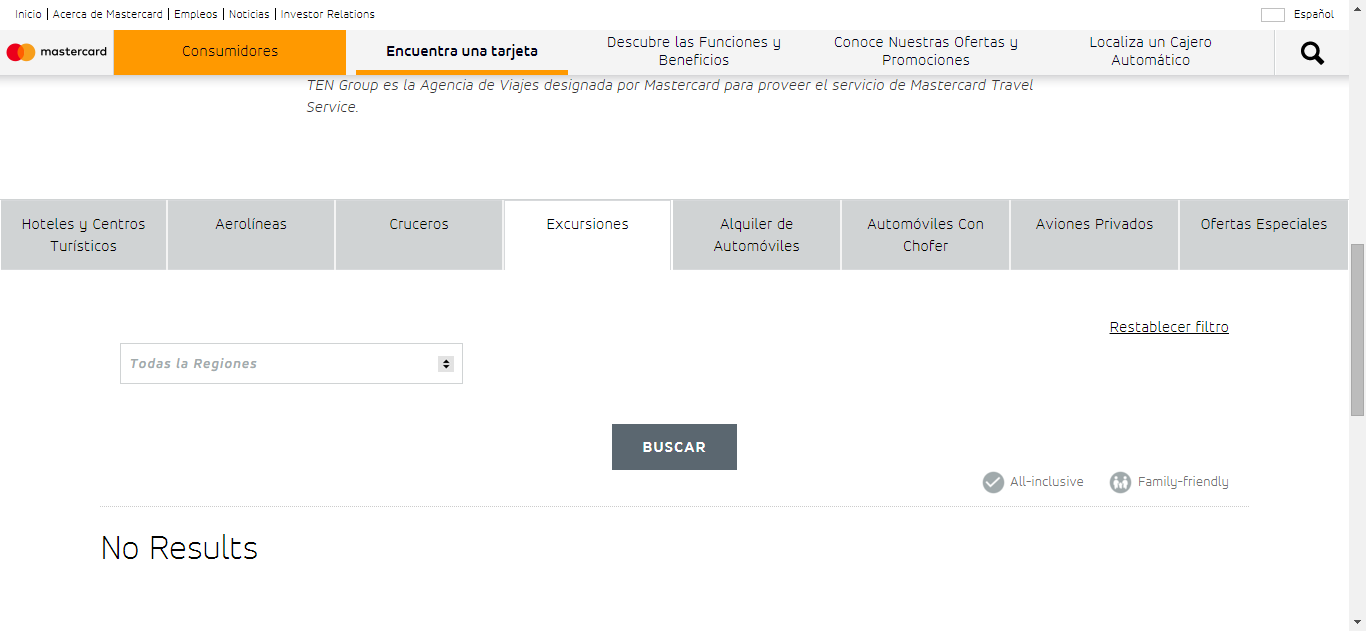 Inicio | Acerca de Mastercard | Empleos | Noticias | Investor Relations
Español
mastercard
Consumidores
Encuentra una tarjeta
Descubre las Funciones y
Beneficios
Conoce Nuestras Ofertas y
Promociones
Localiza un Cajero
Automático
TEN Group es la Agencia de Viajes designada por Mastercard para proveer el servicio de Mastercard Travel
Service.
Hoteles y Centros
Turísticos
Aerolíneas
Cruceros
Excursiones
Alquiler de
Automóviles
Automóviles Con
Chofer
Aviones Privados
Ofertas Especiales
Restablecer filtro
Todas la Regiones
BUSCAR
All-inclusive
Family-friendly
No Results